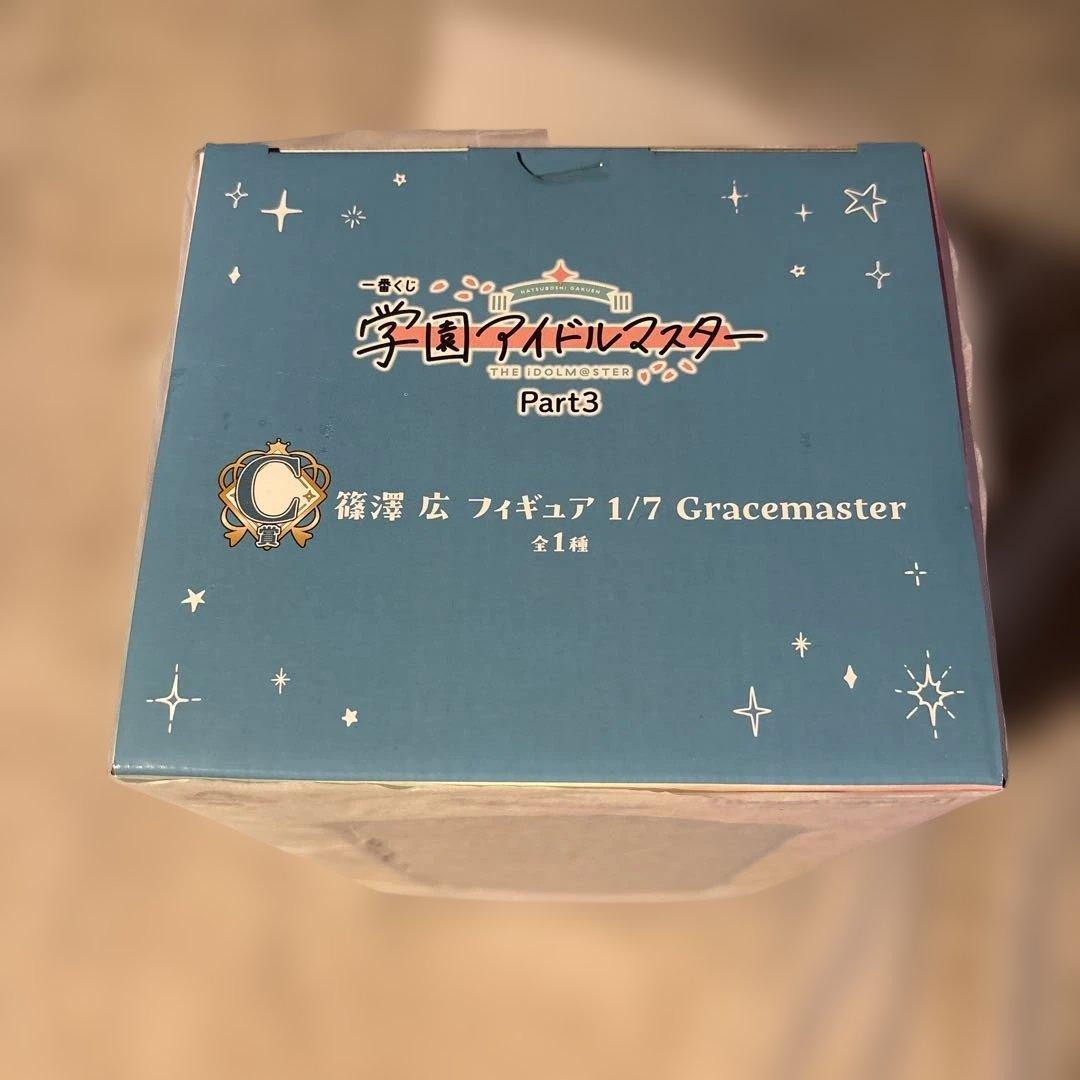 一番くじ
HATSUBOSHI GAKUEN
学園アイドルマスター
THE iDOLM@STER
Part3
C賞 篠澤 広 フィギュア 1/7 Gracemaster
全1種